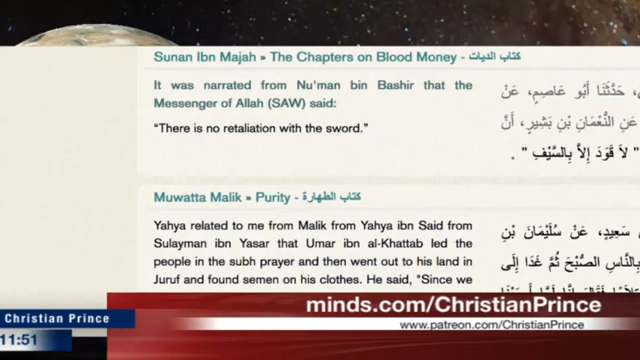 Sunan Ibn Majah » The Chapters on Blood Money - كتاب الديات
It was narrated from Nu'man bin Bashir that the
Messenger of Allah (SAW) said:
"There is no retaliation with the sword."
حَدَّثَنَا أَبُو عَاصِمٍ، عَنْ
عَنِ النُّعْمَانِ بْنِ بَشِيرٍ، أَنَّ
" لاَ قَوَدَ إِلاَّ بِالسَّيْفِ " .
Muwatta Malik » Purity - كتاب الطهارة
Yahya related to me from Malik from Yahya ibn Said from
Sulayman ibn Yasar that Umar ibn al-Khattab led the
people in the subh prayer and then went out to his land in
Juruf and found semen on his clothes. He said, "Since we
سَعِيدٍ، عَنْ سُلَيْمَانَ بْنِ
بِالنَّاسِ الصُّبْحَ ثُمَّ غَدَا إِلَى
minds.com/ChristianPrince
www.patreon.com/ChristianPrince
Christian Prince
11:51